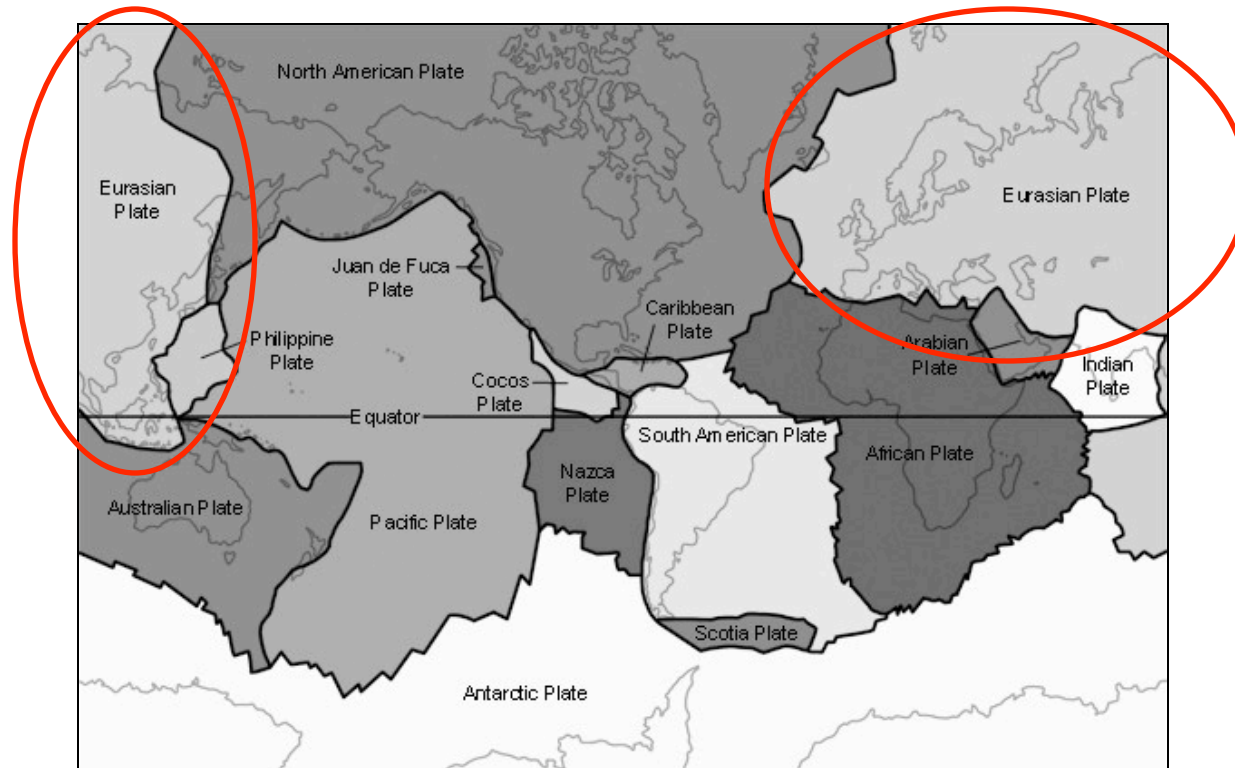 North American Plate
Eurasian
Plate
Eurasian Plate
Juan de Fuca
Plate
Caribbean
Plate
Philippine
Plate
Arabian
Plate
Indian
Plate
Cocos
Plate
Equator
South American Plate
African Plate
Nazca
Plate
Australian Plate
Pacific Plate
Scotia Plate
Antarctic Plate